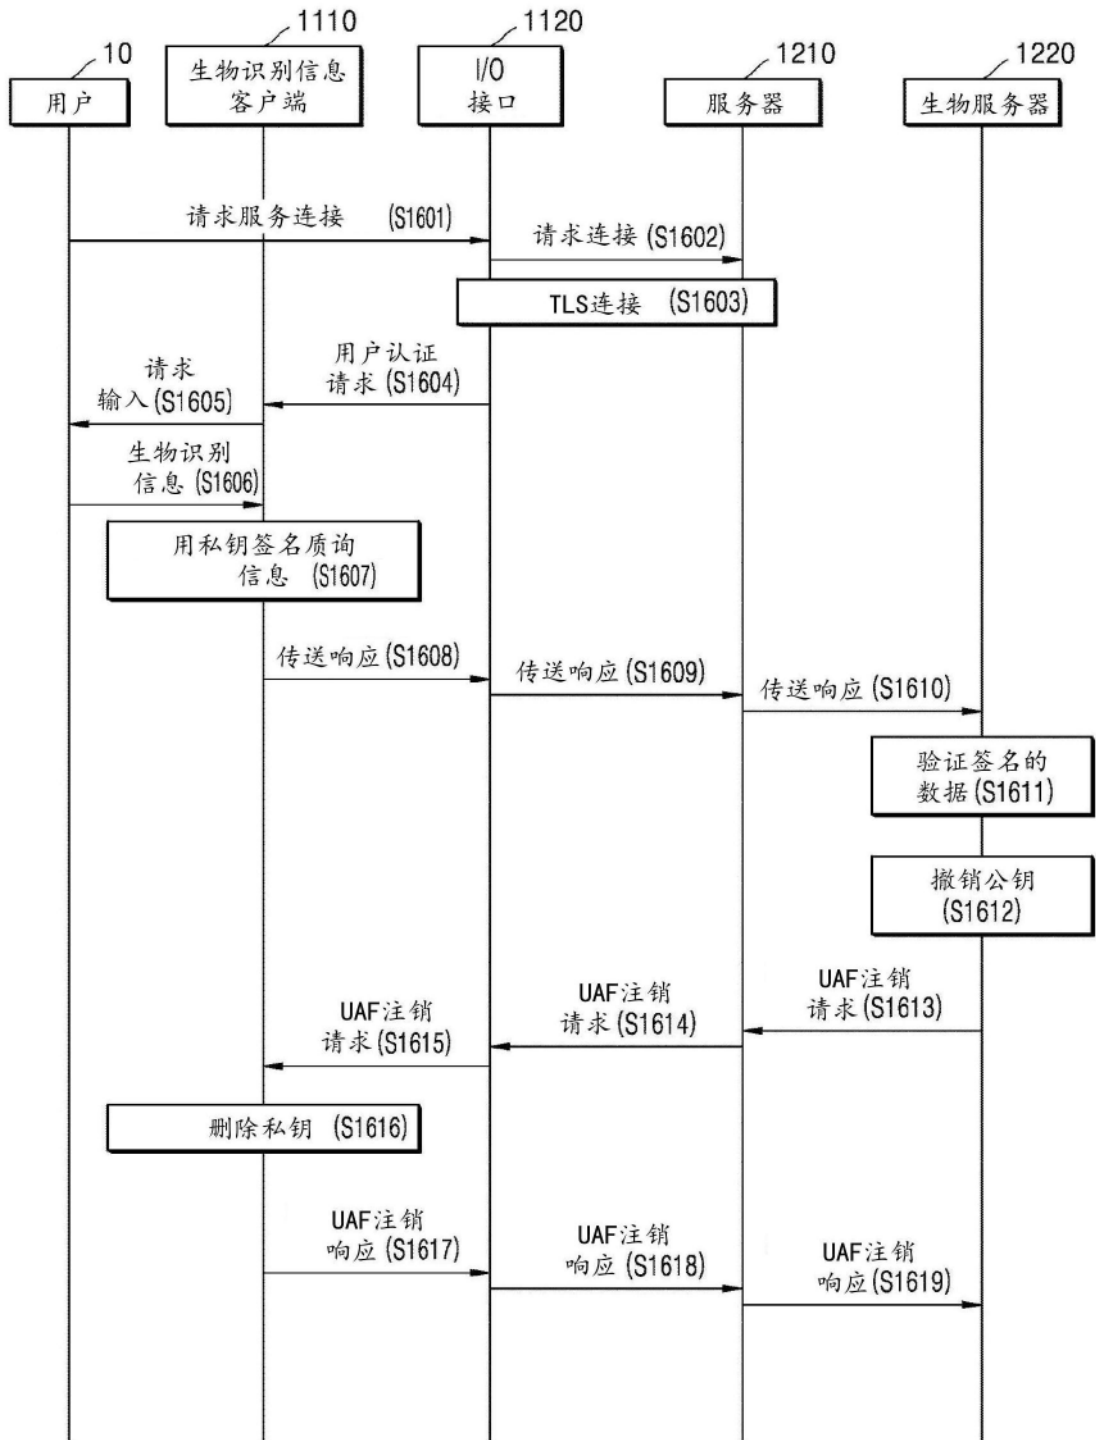 10
1110
1120
1210
1220
用户
生物识别信息
客户端
I/O
接口
服务器
生物服务器
请求服务连接 (S1601)
请求连接(S1602)
TLS连接 (S1603)
用户认证
请求(S1604)
请求
输入(S1605)
生物识别
信息(S1606)
用私钥签名质询
信息 (S1607)
传送响应(S1608)
传送响应(S1609)
传送响应(S1610)
验证签名的
数据(S1611)
撤销公钥
(S1612)
UAF注销
请求(S1613)
UAF注销
请求(S1614)
UAF注销
请求(S1615)
删除私钥 (S1616)
UAF注销
响应(S1617)
UAF注销
响应(S1618)
UAF注销
响应(S1619)